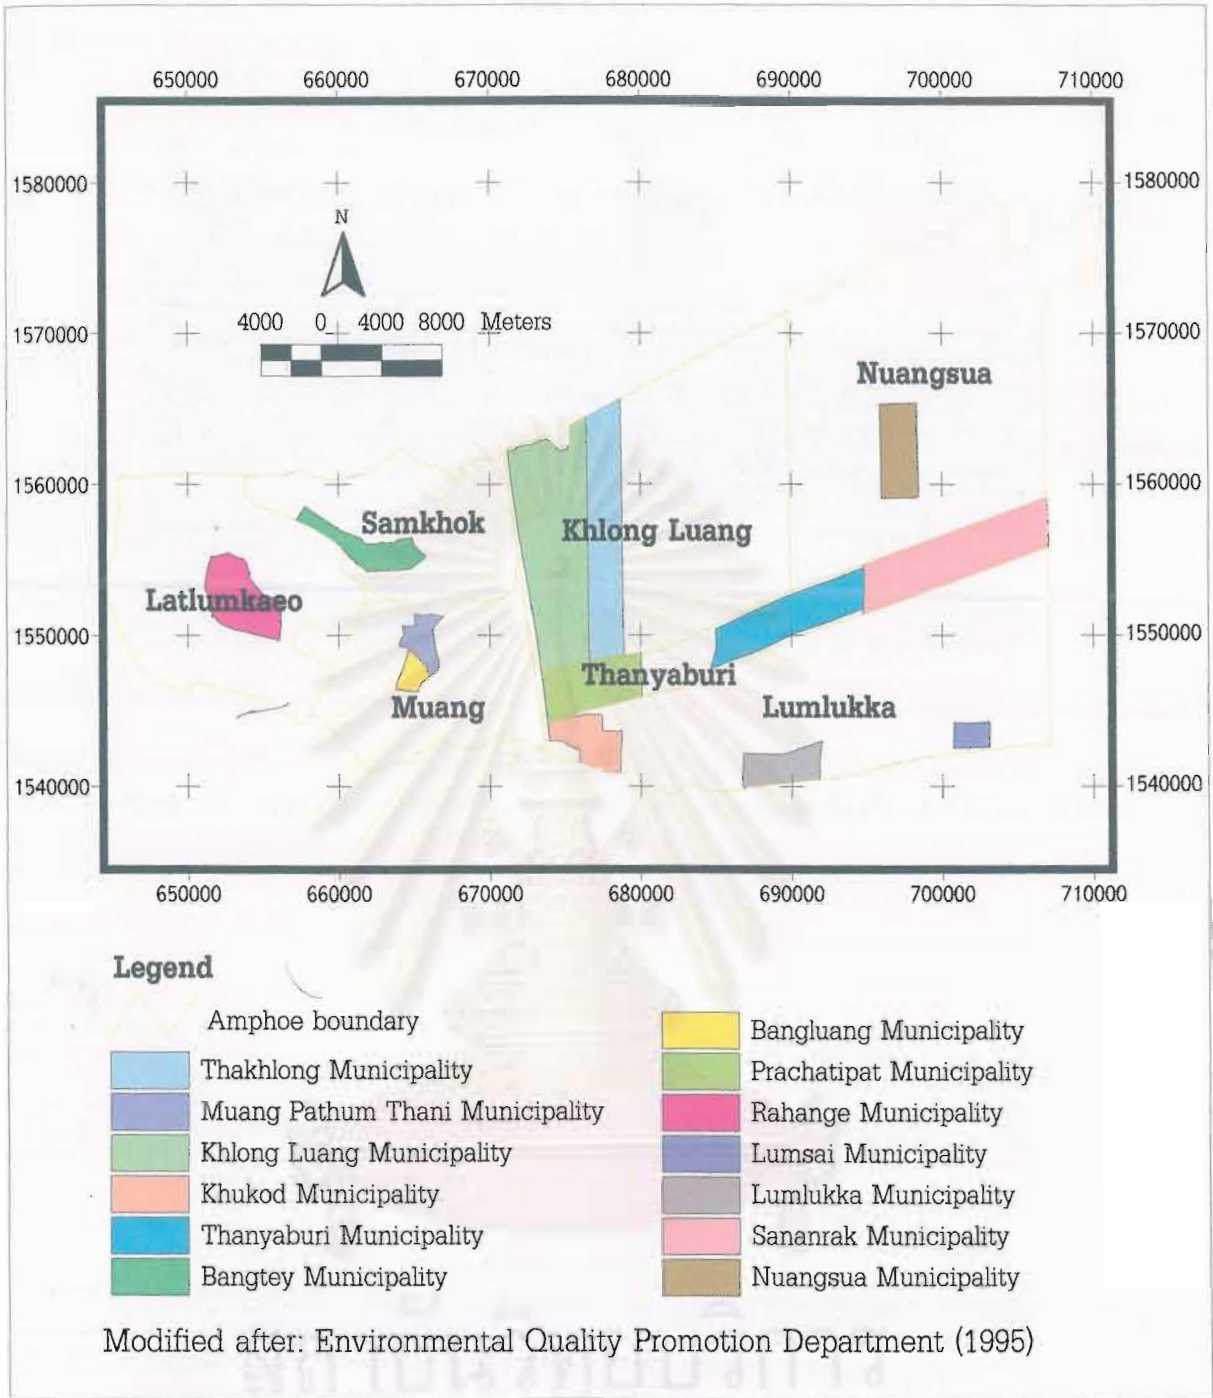 650000 660000 670000 680000 690000 700000 710000
1580000 1580000
N
4000 0 4000 8000 Meters
1570000 1570000
Nuangsua
1560000 1560000
Samkhok
Khlong Luang
Latlumkaeo
1550000 1550000
Thanyaburi
Muang
Lumlukka
1540000 1540000
650000 660000 670000 680000 690000 700000 710000
Legend
Amphoe boundary
Thakhlong Municipality
Muang Pathum Thani Municipality
Khlong Luang Municipality
Khukod Municipality
Thanyaburi Municipality
Bangtey Municipality
Bangluang Municipality
Prachatipat Municipality
Rahange Municipality
Lumsai Municipality
Lumlukka Municipality
Sananrak Municipality
Nuangsua Municipality
Modified after: Environmental Quality Promotion Department (1995)